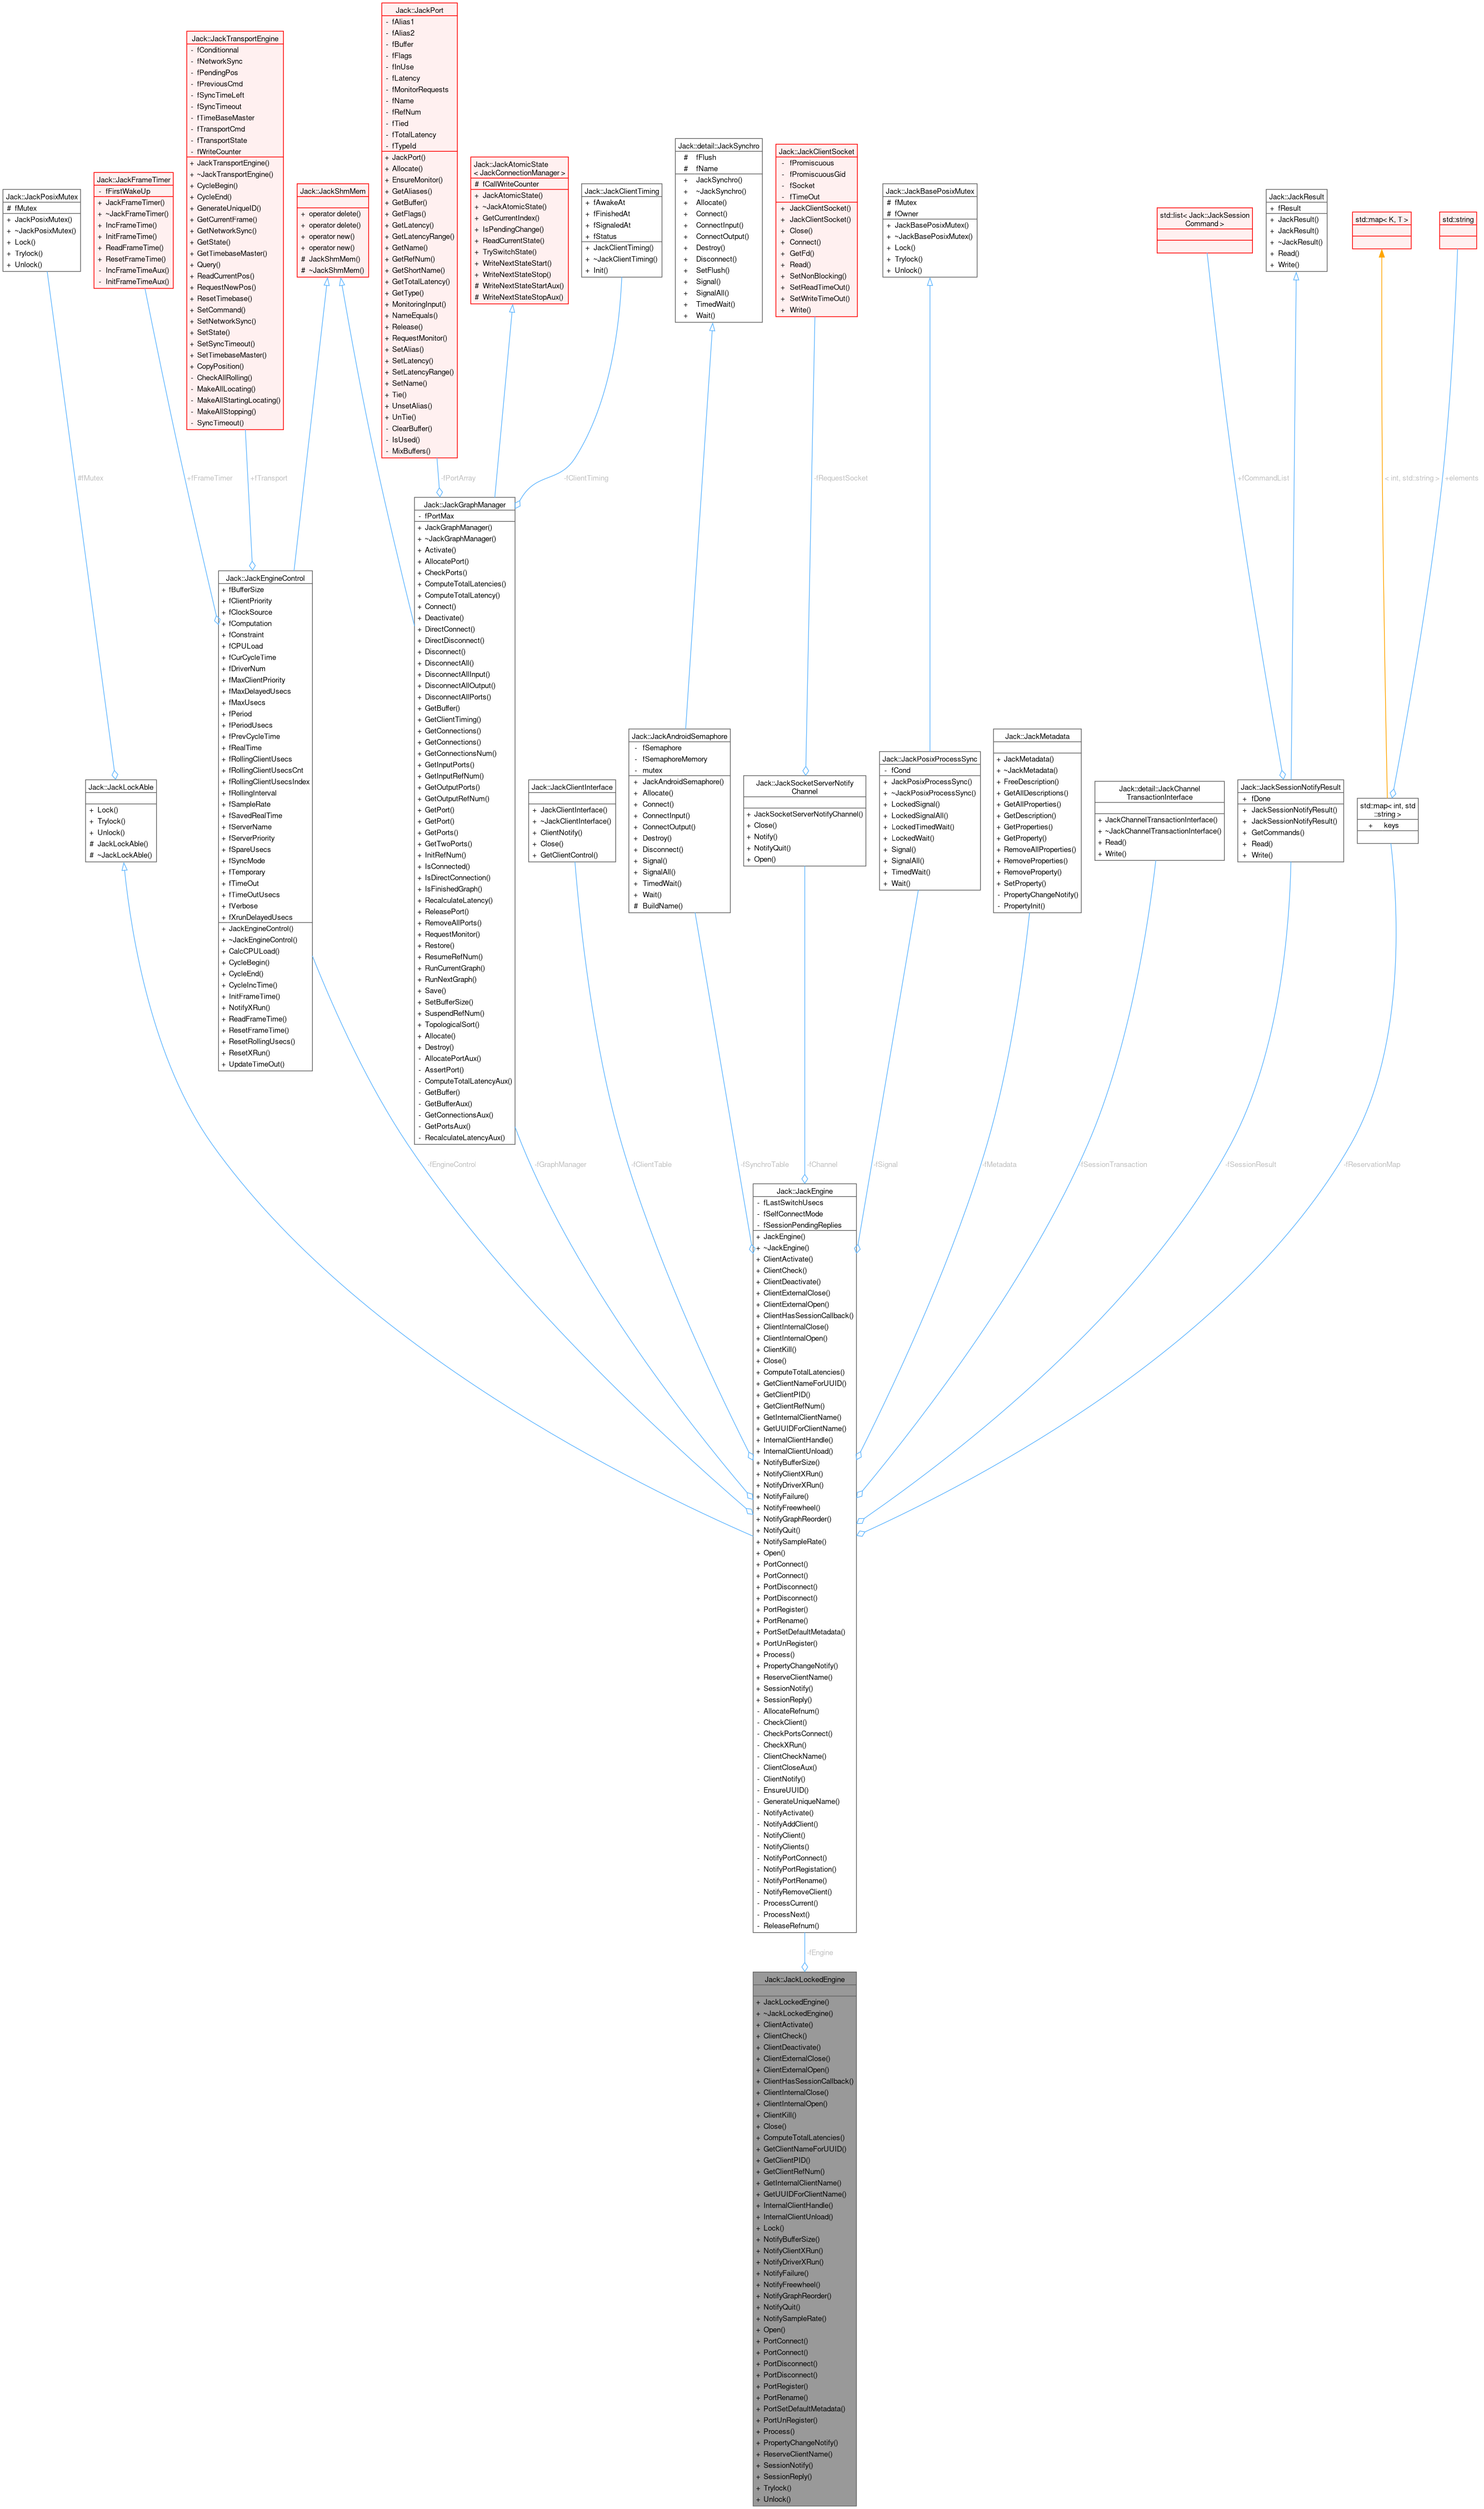 Jack::JackPort
- fAlias1
- fAlias2
- fBuffer
- fFlags
- fInUse
- fLatency
- fMonitorRequests
- fName
- fRefNum
- fTied
- fTotalLatency
- fTypeId
+ JackPort()
+ Allocate()
+ EnsureMonitor()
+ GetAliases()
+ GetBuffer()
+ GetFlags()
+ GetLatency()
+ GetLatencyRange()
+ GetName()
+ GetRefNum()
+ GetShortName()
+ GetTotalLatency()
+ GetType()
+ MonitoringInput()
+ NameEquals()
+ Release()
+ RequestMonitor()
+ SetAlias()
+ SetLatency()
+ SetLatencyRange()
+ SetName()
+ Tie()
+ UnsetAlias()
+ UnTie()
- ClearBuffer()
- IsUsed()
- MixBuffers()
Jack::JackTransportEngine
- fConditionnal
- fNetworkSync
- fPendingPos
- fPreviousCmd
- fSyncTimeLeft
- fSyncTimeout
- fTimeBaseMaster
- fTransportCmd
- fTransportState
- fWriteCounter
+ JackTransportEngine()
+ ~JackTransportEngine()
+ CycleBegin()
+ CycleEnd()
+ GenerateUniqueID()
+ GetCurrentFrame()
+ GetNetworkSync()
+ GetState()
+ GetTimebaseMaster()
+ Query()
+ ReadCurrentPos()
+ RequestNewPos()
+ ResetTimebase()
+ SetCommand()
+ SetNetworkSync()
+ SetState()
+ SetSyncTimeout()
+ SetTimebaseMaster()
+ CopyPosition()
- CheckAllRolling()
- MakeAllLocating()
- MakeAllStartingLocating()
- MakeAllStopping()
- SyncTimeout()
Jack::JackPosixMutex
# fMutex
+ JackPosixMutex()
+ ~JackPosixMutex()
+ Lock()
+ Trylock()
+ Unlock()
Jack::JackFrameTimer
- fFirstWakeUp
+ JackFrameTimer()
+ ~JackFrameTimer()
+ IncFrameTime()
+ InitFrameTime()
+ ReadFrameTime()
+ ResetFrameTime()
- IncFrameTimeAux()
- InitFrameTimeAux()
Jack::JackShmMem
+ operator delete()
+ operator delete()
+ operator new()
+ operator new()
# JackShmMem()
# ~JackShmMem()
Jack::JackAtomicState
< JackConnectionManager >
# fCallWriteCounter
+ JackAtomicState()
+ ~JackAtomicState()
+ GetCurrentIndex()
+ IsPendingChange()
+ ReadCurrentState()
+ TrySwitchState()
+ WriteNextStateStart()
+ WriteNextStateStop()
# WriteNextStateStartAux()
# WriteNextStateStopAux()
Jack::JackClientTiming
+ fAwakeAt
+ fFinishedAt
+ fSignaledAt
+ fStatus
+ JackClientTiming()
+ ~JackClientTiming()
+ Init()
Jack::detail::JackSynchro
# fFlush
# fName
+ JackSynchro()
+ ~JackSynchro()
+ Allocate()
+ Connect()
+ ConnectInput()
+ ConnectOutput()
+ Destroy()
+ Disconnect()
+ SetFlush()
+ Signal()
+ SignalAll()
+ TimedWait()
+ Wait()
Jack::JackClientSocket
- fPromiscuous
- fPromiscuousGid
- fSocket
- fTimeOut
+ JackClientSocket()
+ JackClientSocket()
+ Close()
+ Connect()
+ GetFd()
+ Read()
+ SetNonBlocking()
+ SetReadTimeOut()
+ SetWriteTimeOut()
+ Write()
Jack::JackBasePosixMutex
# fMutex
# fOwner
+ JackBasePosixMutex()
+ ~JackBasePosixMutex()
+ Lock()
+ Trylock()
+ Unlock()
std::list< Jack::JackSession
Command >
Jack::JackResult
+ fResult
+ JackResult()
+ JackResult()
+ ~JackResult()
+ Read()
+ Write()
std::map< K, T >
std::string
#fMutex
+fFrameTimer
+fTransport
-fPortArray
-fClientTiming
-fRequestSocket
+fCommandList
< int, std::string >
+elements
Jack::JackLockAble
+ Lock()
+ Trylock()
+ Unlock()
# JackLockAble()
# ~JackLockAble()
Jack::JackEngineControl
+ fBufferSize
+ fClientPriority
+ fClockSource
+ fComputation
+ fConstraint
+ fCPULoad
+ fCurCycleTime
+ fDriverNum
+ fMaxClientPriority
+ fMaxDelayedUsecs
+ fMaxUsecs
+ fPeriod
+ fPeriodUsecs
+ fPrevCycleTime
+ fRealTime
+ fRollingClientUsecs
+ fRollingClientUsecsCnt
+ fRollingClientUsecsIndex
+ fRollingInterval
+ fSampleRate
+ fSavedRealTime
+ fServerName
+ fServerPriority
+ fSpareUsecs
+ fSyncMode
+ fTemporary
+ fTimeOut
+ fTimeOutUsecs
+ fVerbose
+ fXrunDelayedUsecs
+ JackEngineControl()
+ ~JackEngineControl()
+ CalcCPULoad()
+ CycleBegin()
+ CycleEnd()
+ CycleIncTime()
+ InitFrameTime()
+ NotifyXRun()
+ ReadFrameTime()
+ ResetFrameTime()
+ ResetRollingUsecs()
+ ResetXRun()
+ UpdateTimeOut()
Jack::JackGraphManager
- fPortMax
+ JackGraphManager()
+ ~JackGraphManager()
+ Activate()
+ AllocatePort()
+ CheckPorts()
+ ComputeTotalLatencies()
+ ComputeTotalLatency()
+ Connect()
+ Deactivate()
+ DirectConnect()
+ DirectDisconnect()
+ Disconnect()
+ DisconnectAll()
+ DisconnectAllInput()
+ DisconnectAllOutput()
+ DisconnectAllPorts()
+ GetBuffer()
+ GetClientTiming()
+ GetConnections()
+ GetConnections()
+ GetConnectionsNum()
+ GetInputPorts()
+ GetInputRefNum()
+ GetOutputPorts()
+ GetOutputRefNum()
+ GetPort()
+ GetPort()
+ GetPorts()
+ GetTwoPorts()
+ InitRefNum()
+ IsConnected()
+ IsDirectConnection()
+ IsFinishedGraph()
+ RecalculateLatency()
+ ReleasePort()
+ RemoveAllPorts()
+ RequestMonitor()
+ Restore()
+ ResumeRefNum()
+ RunCurrentGraph()
+ RunNextGraph()
+ Save()
+ SetBufferSize()
+ SuspendRefNum()
+ TopologicalSort()
+ Allocate()
+ Destroy()
- AllocatePortAux()
- AssertPort()
- ComputeTotalLatencyAux()
- GetBuffer()
- GetBufferAux()
- GetConnectionsAux()
- GetPortsAux()
- RecalculateLatencyAux()
Jack::JackClientInterface
+ JackClientInterface()
+ ~JackClientInterface()
+ ClientNotify()
+ Close()
+ GetClientControl()
Jack::JackAndroidSemaphore
- fSemaphore
- fSemaphoreMemory
- mutex
+ JackAndroidSemaphore()
+ Allocate()
+ Connect()
+ ConnectInput()
+ ConnectOutput()
+ Destroy()
+ Disconnect()
+ Signal()
+ SignalAll()
+ TimedWait()
+ Wait()
# BuildName()
Jack::JackSocketServerNotify
Channel
+ JackSocketServerNotifyChannel()
+ Close()
+ Notify()
+ NotifyQuit()
+ Open()
Jack::JackPosixProcessSync
- fCond
+ JackPosixProcessSync()
+ ~JackPosixProcessSync()
+ LockedSignal()
+ LockedSignalAll()
+ LockedTimedWait()
+ LockedWait()
+ Signal()
+ SignalAll()
+ TimedWait()
+ Wait()
Jack::JackMetadata
+ JackMetadata()
+ ~JackMetadata()
+ FreeDescription()
+ GetAllDescriptions()
+ GetAllProperties()
+ GetDescription()
+ GetProperties()
+ GetProperty()
+ RemoveAllProperties()
+ RemoveProperties()
+ RemoveProperty()
+ SetProperty()
- PropertyChangeNotify()
- PropertyInit()
Jack::detail::JackChannel
TransactionInterface
+ JackChannelTransactionInterface()
+ ~JackChannelTransactionInterface()
+ Read()
+ Write()
Jack::JackSessionNotifyResult
+ fDone
+ JackSessionNotifyResult()
+ JackSessionNotifyResult()
+ GetCommands()
+ Read()
+ Write()
std::map< int, std
::string >
+ keys
-fEngineControl
-fGraphManager
-fClientTable
-fSynchroTable
-fChannel
-fSignal
-fMetadata
-fSessionTransaction
-fSessionResult
-fReservationMap
Jack::JackEngine
- fLastSwitchUsecs
- fSelfConnectMode
- fSessionPendingReplies
+ JackEngine()
+ ~JackEngine()
+ ClientActivate()
+ ClientCheck()
+ ClientDeactivate()
+ ClientExternalClose()
+ ClientExternalOpen()
+ ClientHasSessionCallback()
+ ClientInternalClose()
+ ClientInternalOpen()
+ ClientKill()
+ Close()
+ ComputeTotalLatencies()
+ GetClientNameForUUID()
+ GetClientPID()
+ GetClientRefNum()
+ GetInternalClientName()
+ GetUUIDForClientName()
+ InternalClientHandle()
+ InternalClientUnload()
+ NotifyBufferSize()
+ NotifyClientXRun()
+ NotifyDriverXRun()
+ NotifyFailure()
+ NotifyFreewheel()
+ NotifyGraphReorder()
+ NotifyQuit()
+ NotifySampleRate()
+ Open()
+ PortConnect()
+ PortConnect()
+ PortDisconnect()
+ PortDisconnect()
+ PortRegister()
+ PortRename()
+ PortSetDefaultMetadata()
+ PortUnRegister()
+ Process()
+ PropertyChangeNotify()
+ ReserveClientName()
+ SessionNotify()
+ SessionReply()
- AllocateRefnum()
- CheckClient()
- CheckPortsConnect()
- CheckXRun()
- ClientCheckName()
- ClientCloseAux()
- ClientNotify()
- EnsureUUID()
- GenerateUniqueName()
- NotifyActivate()
- NotifyAddClient()
- NotifyClient()
- NotifyClients()
- NotifyPortConnect()
- NotifyPortRegistation()
- NotifyPortRename()
- NotifyRemoveClient()
- ProcessCurrent()
- ProcessNext()
- ReleaseRefnum()
-fEngine
Jack::JackLockedEngine
+ JackLockedEngine()
+ ~JackLockedEngine()
+ ClientActivate()
+ ClientCheck()
+ ClientDeactivate()
+ ClientExternalClose()
+ ClientExternalOpen()
+ ClientHasSessionCallback()
+ ClientInternalClose()
+ ClientInternalOpen()
+ ClientKill()
+ Close()
+ ComputeTotalLatencies()
+ GetClientNameForUUID()
+ GetClientPID()
+ GetClientRefNum()
+ GetInternalClientName()
+ GetUUIDForClientName()
+ InternalClientHandle()
+ InternalClientUnload()
+ Lock()
+ NotifyBufferSize()
+ NotifyClientXRun()
+ NotifyDriverXRun()
+ NotifyFailure()
+ NotifyFreewheel()
+ NotifyGraphReorder()
+ NotifyQuit()
+ NotifySampleRate()
+ Open()
+ PortConnect()
+ PortConnect()
+ PortDisconnect()
+ PortDisconnect()
+ PortRegister()
+ PortRename()
+ PortSetDefaultMetadata()
+ PortUnRegister()
+ Process()
+ PropertyChangeNotify()
+ ReserveClientName()
+ SessionNotify()
+ SessionReply()
+ Trylock()
+ Unlock()